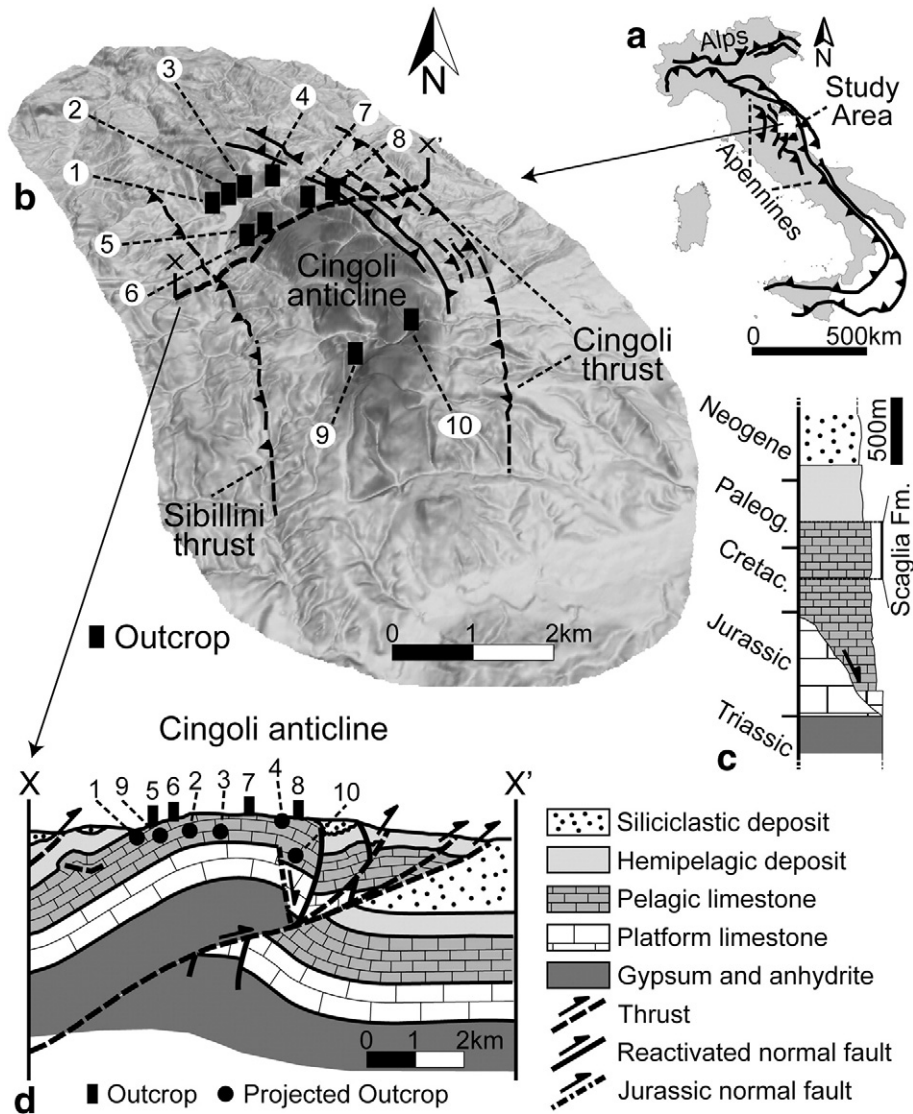 a
Alps
N
Study
Area
Apennines
0 500km
b
N
3
2
4
7
8
1
X'
5
X
6
Cingoli
anticline
Cingoli
thrust
9
10
Sibillini
thrust
Outcrop
0 1 2km
Neogene
Paleog.
Cretac.
Jurassic
Triassic
500m
Scaglia Fm.
c
Cingoli anticline
X
X'
1 9 5 6 2 3 7 4 8 10
0 1 2km
d
Outcrop Projected Outcrop
Siliciclastic deposit
Hemipelagic deposit
Pelagic limestone
Platform limestone
Gypsum and anhydrite
Thrust
Reactivated normal fault
Jurassic normal fault